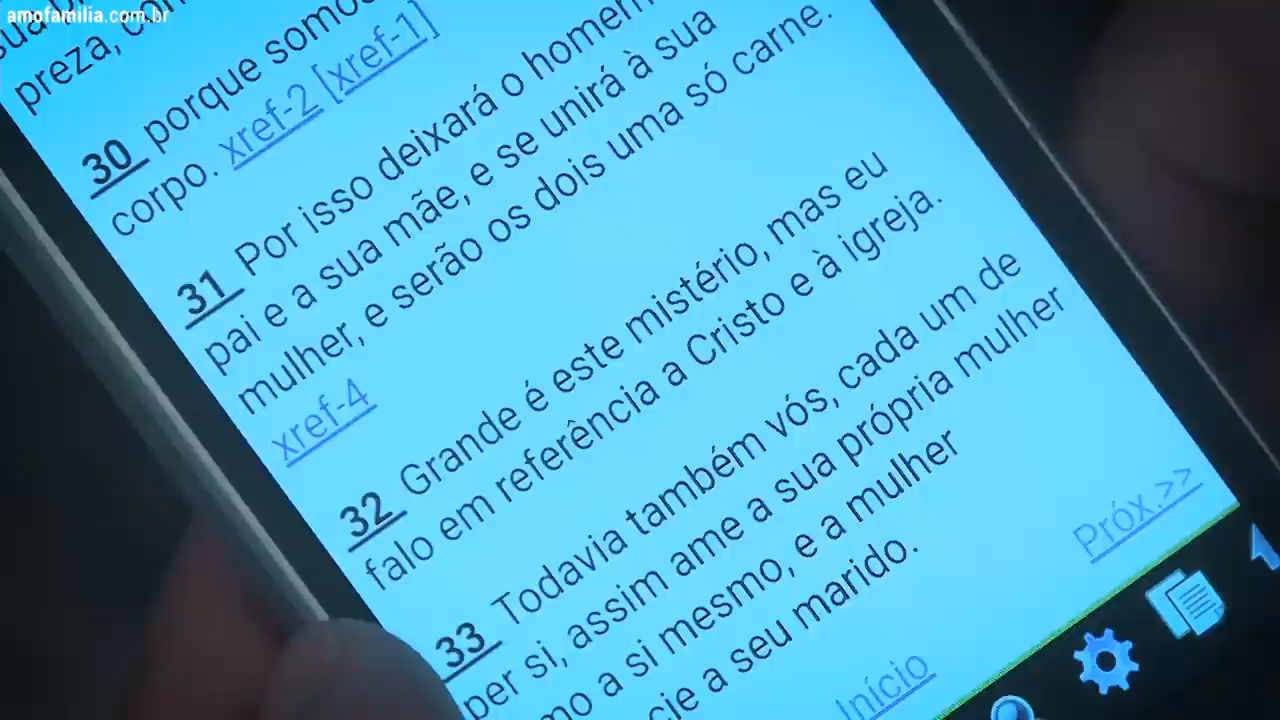 amofamilia.com.br
preza,
30 porque somos
corpo. xref-2 [xref-1]
31 Por isso deixará o homem
pai e a sua mãe, e se unirá à sua
mulher, e serão os dois uma só carne.
xref-4
32 Grande é este mistério, mas eu
falo em referência a Cristo e à igreja.
33 Todavia também vós, cada um de
per si, assim ame a sua própria mulher
mo a si mesmo, e a mulher
cie a seu marido.
Próx.>>
Início